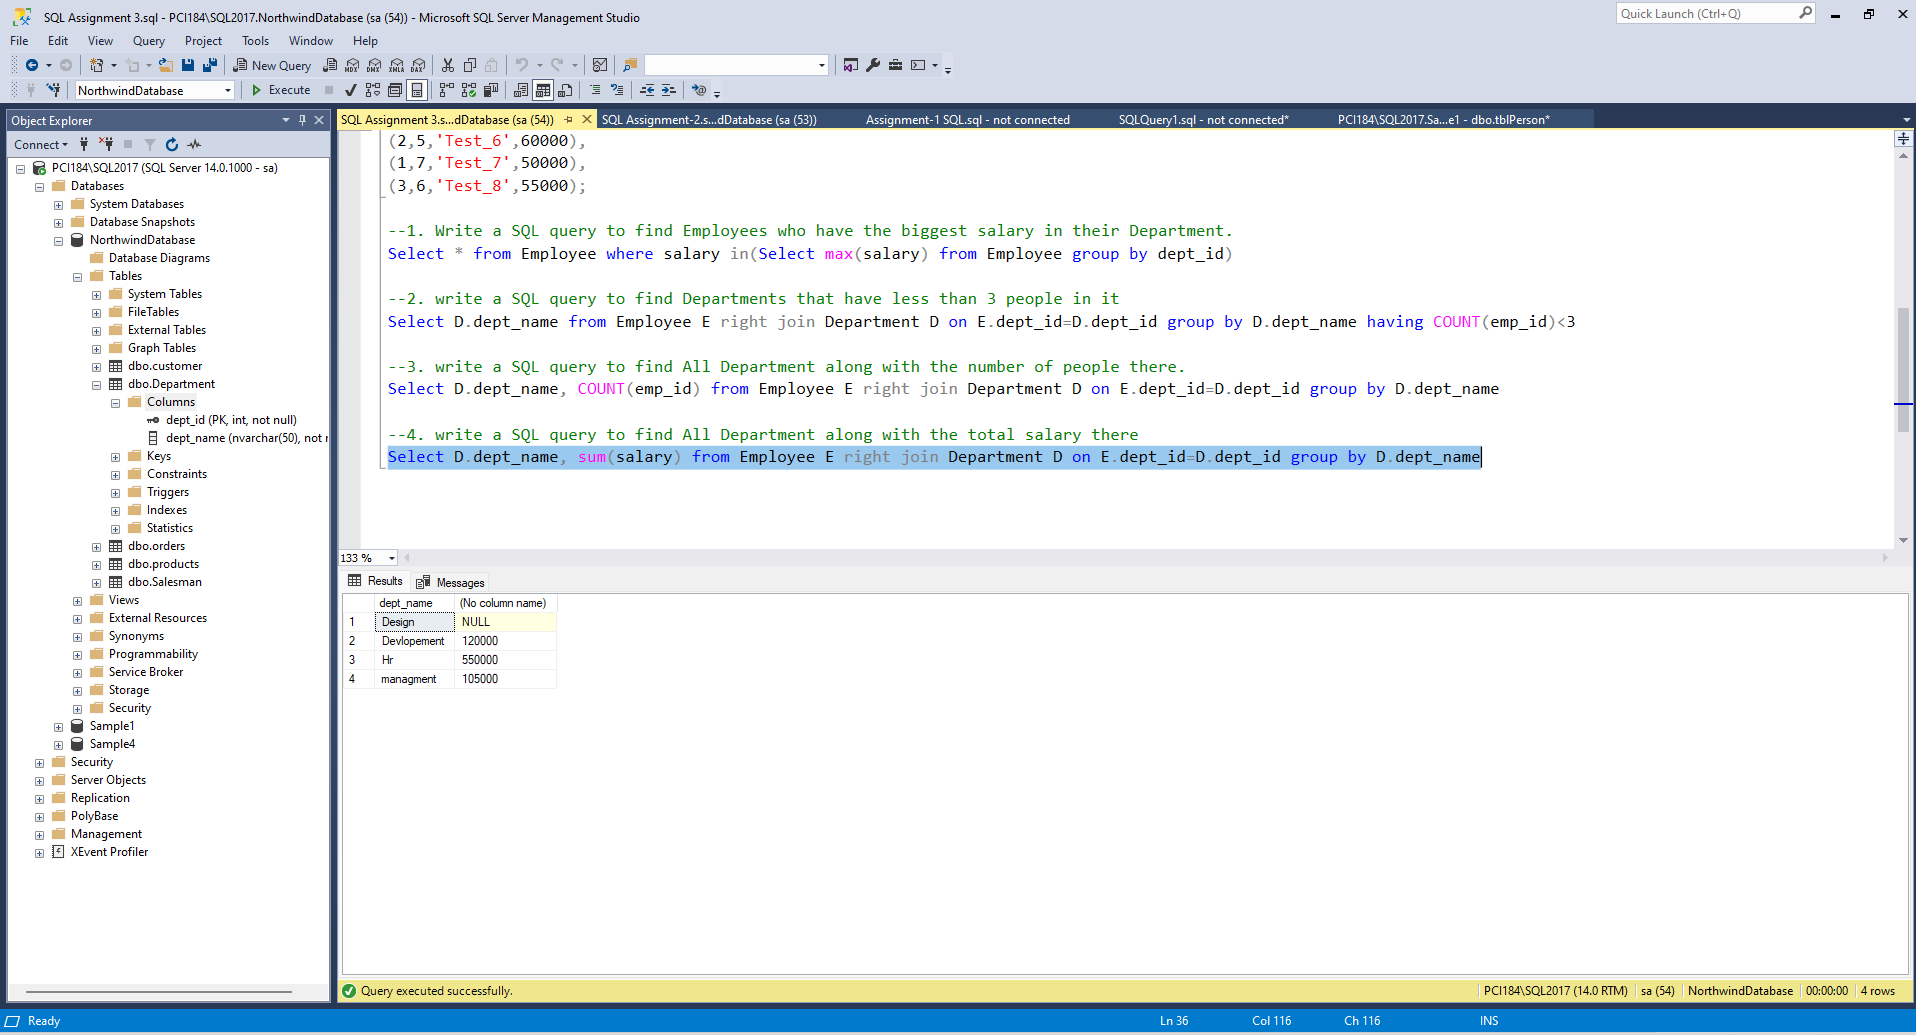 SQL Assignment 3.sql - PCI184\SQL2017.NorthwindDatabase (sa (54)) - Microsoft SQL Server Management Studio
Quick Launch (Ctrl+Q)
File Edit View Query Project Tools Window Help
New Query MDX DMX XMLA DAX
NorthwindDatabase Execute
Object Explorer
Connect
PCI184\SQL2017 (SQL Server 14.0.1000 - sa)
Databases
System Databases
Database Snapshots
NorthwindDatabase
Database Diagrams
Tables
System Tables
FileTables
External Tables
Graph Tables
dbo.customer
dbo.Department
Columns
dept_id (PK, int, not null)
dept_name (nvarchar(50), not r
Keys
Constraints
Triggers
Indexes
Statistics
dbo.orders
dbo.products
dbo.Salesman
Views
External Resources
Synonyms
Programmability
Service Broker
Storage
Security
Sample1
Sample4
Security
Server Objects
Replication
PolyBase
Management
XEvent Profiler
SQL Assignment 3.s...dDatabase (sa (54)) SQL Assignment-2.s...dDatabase (sa (53)) Assignment-1 SQL.sql - not connected SQLQuery1.sql - not connected* PCI184\SQL2017.Sa...e1 - dbo.tblPerson*
(2,5,'Test_6',60000),
(1,7,'Test_7',50000),
(3,6,'Test_8',55000);
--1. Write a SQL query to find Employees who have the biggest salary in their Department.
Select * from Employee where salary in(Select max(salary) from Employee group by dept_id)
--2. write a SQL query to find Departments that have less than 3 people in it
Select D.dept_name from Employee E right join Department D on E.dept_id=D.dept_id group by D.dept_name having COUNT(emp_id)<3
--3. write a SQL query to find All Department along with the number of people there.
Select D.dept_name, COUNT(emp_id) from Employee E right join Department D on E.dept_id=D.dept_id group by D.dept_name
--4. write a SQL query to find All Department along with the total salary there
Select D.dept_name, sum(salary) from Employee E right join Department D on E.dept_id=D.dept_id group by D.dept_name
133 %
Results Messages
dept_name (No column name)
1 Design NULL
2 Devlopement 120000
3 Hr 550000
4 managment 105000
Query executed successfully. PCI184\SQL2017 (14.0 RTM) sa (54) NorthwindDatabase 00:00:00 4 rows
Ready Ln 36 Col 116 Ch 116 INS